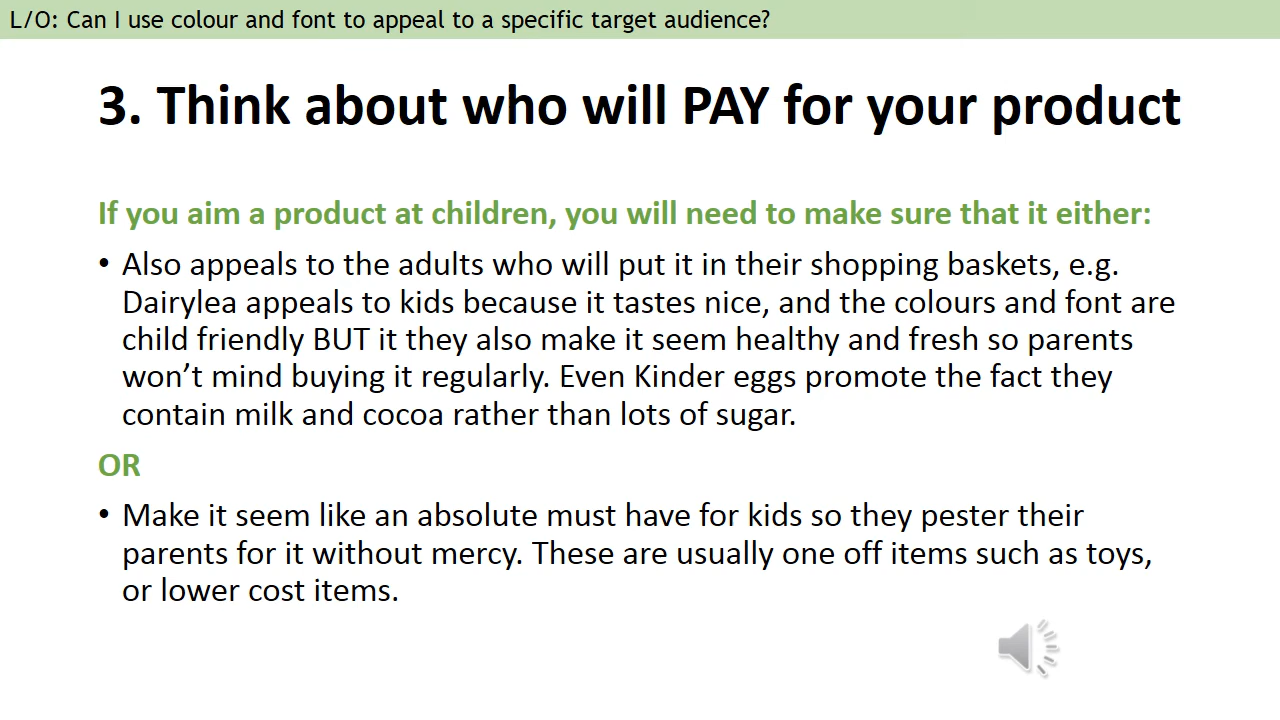 L/O: Can I use colour and font to appeal to a specific target audience?
3. Think about who will PAY for your product
If you aim a product at children, you will need to make sure that it either:
• Also appeals to the adults who will put it in their shopping baskets, e.g.
Dairylea appeals to kids because it tastes nice, and the colours and font are
child friendly BUT it they also make it seem healthy and fresh so parents
won’t mind buying it regularly. Even Kinder eggs promote the fact they
contain milk and cocoa rather than lots of sugar.
OR
• Make it seem like an absolute must have for kids so they pester their
parents for it without mercy. These are usually one off items such as toys,
or lower cost items.